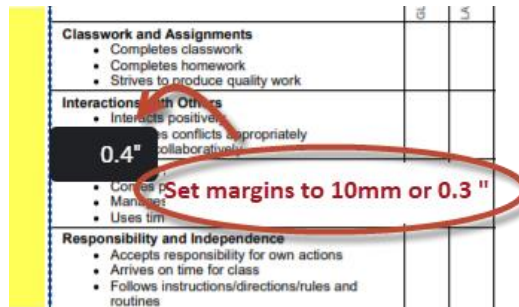 Classwork and Assignments
• Completes classwork
• Completes homework
• Strives to produce quality work
Interactions with Others
• Interacts positively
conflicts appropriately
collaboratively
0.4"
Set margins to 10mm or 0.3 "
• Uses
Responsibility and Independence
• Accepts responsibility for own actions
• Arrives on time for class
• Follows instructions/directions/rules and
routines